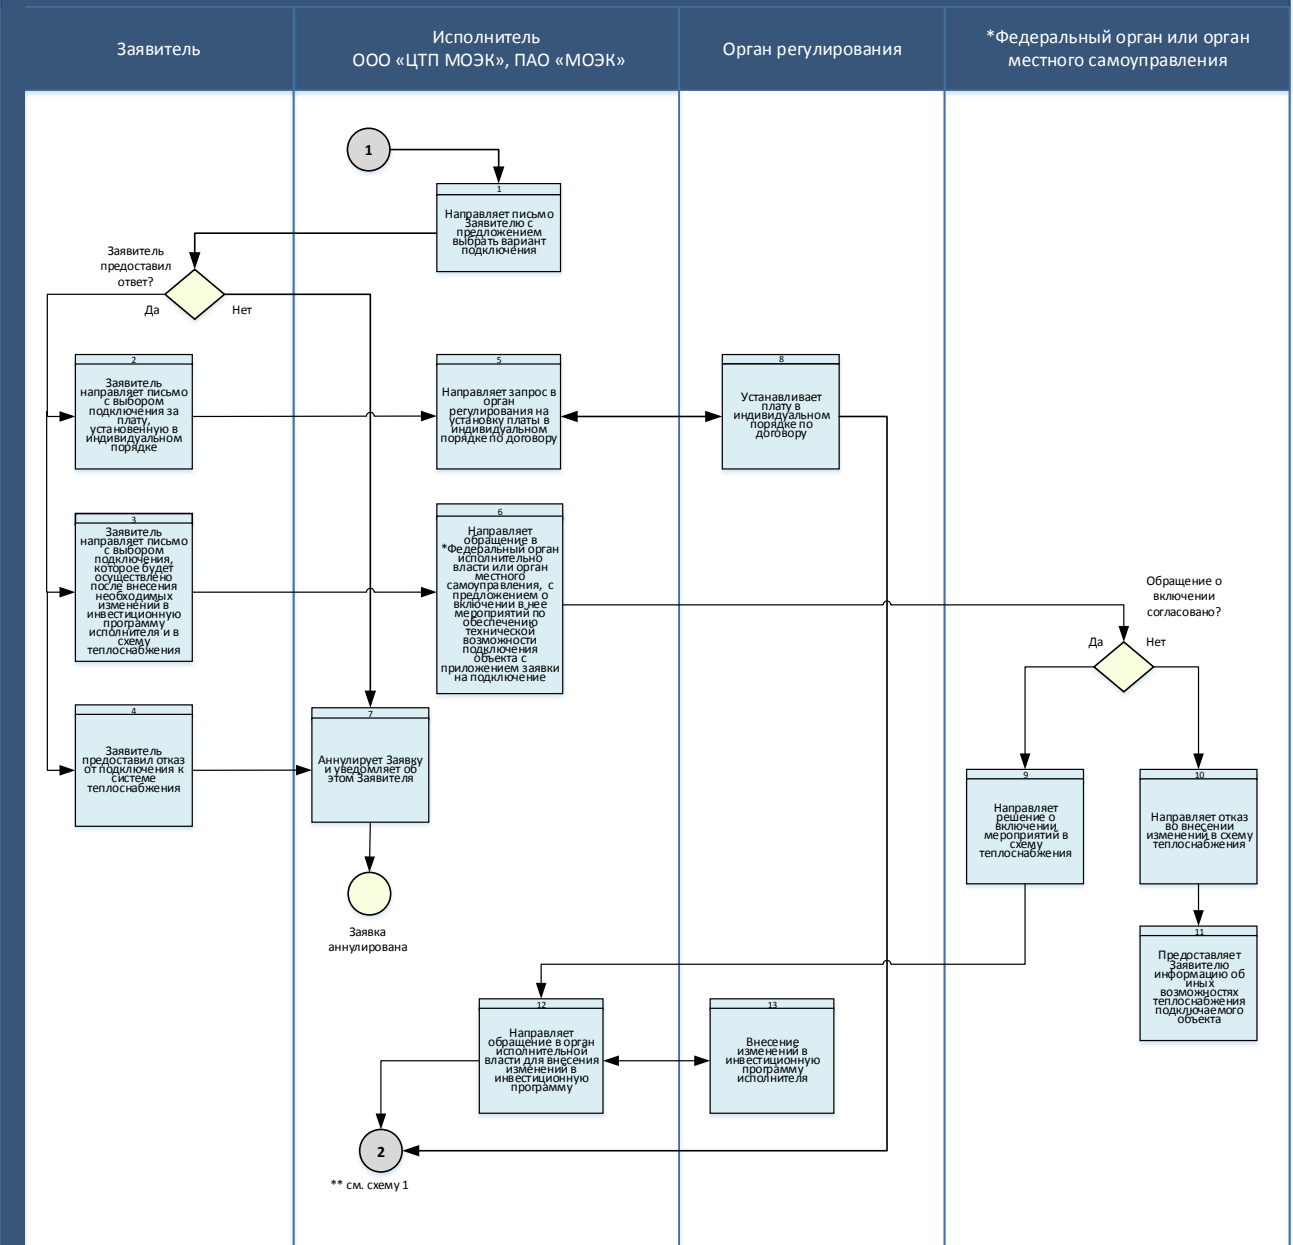 Заявитель
Исполнитель
ООО «ЦТП МОЭК», ПАО «МОЭК»
Орган регулирования
*Федеральный орган или орган
местного самоуправления
1
1
Направляет письмо
Заявителю с
предложением
выбрать вариант
подключения
Заявитель
предоставил
ответ?
Да
Нет
2
Заявитель
направляет письмо
с выбором
подключения за
плату,
установенную в
индивидуальном
порядке
5
Направляет запрос в
орган
регулирования на
установку платы в
индивидуальном
порядке по договору
8
Устанавливает
плату в
индивидуальном
порядке по
договору
3
Заявитель
направляет письмо
с выбором
подключения,
которое будет
осуществлено
после внесения
необходимых
изменений в
инвестиционную
программу
исполнителя и в
схему
теплоснабжения
6
Направляет
обращение в
*Федеральный орган
исполнительно
власти или орган
местного
самоуправления, с
предложением о
включении в нее
мероприятий по
обеспечению
технической
возможности
подключения
объекта с
приложением заявки
на подключение
Обращение о
включении
согласовано?
Да
Нет
4
Заявитель
предоставил отказ
от подключения к
системе
теплоснабжения
7
Аннулирует Заявку
и уведомляет об
этом Заявителя
Заявка
аннулирована
9
Направляет
решение о
включении
мероприятий в
схему
теплоснабжения
10
Направляет отказ
во внесении
изменений в схему
теплоснабжения
11
Предоставляет
Заявителю
информацию об
иных
возможностях
теплоснабжения
подключаемого
объекта
12
Направляет
обращение в орган
исполнительной
власти для внесения
изменений в
инвестиционную
программу
13
Внесение
изменений в
инвестиционную
программу
исполнителя
2
** см. схему 1